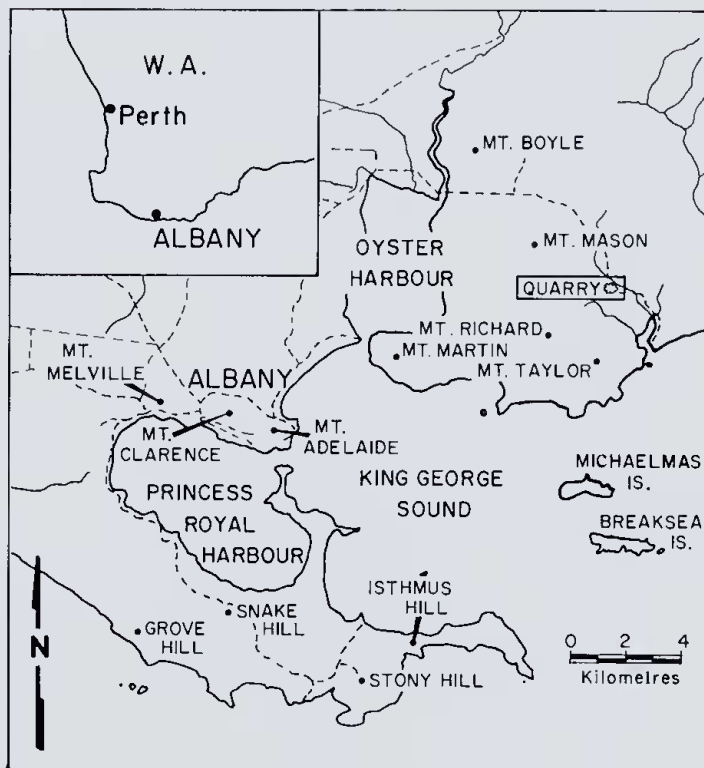 W. A.
Perth
ALBANY
MT. BOYLE
OYSTER
HARBOUR
MT. MASON
QUARRY
MT. RICHARD
MT. MARTIN
MT. TAYLOR
MT.
MELVILLE
ALBANY
MT.
CLARENCE
MT.
ADELAIDE
KING GEORGE
SOUND
MICHAELMAS
IS.
BREAKSEA
IS.
PRINCESS
ROYAL
HARBOUR
ISTHMUS
HILL
SNAKE
HILL
GROVE
HILL
STONY HILL
N
0 2 4
Kilometres